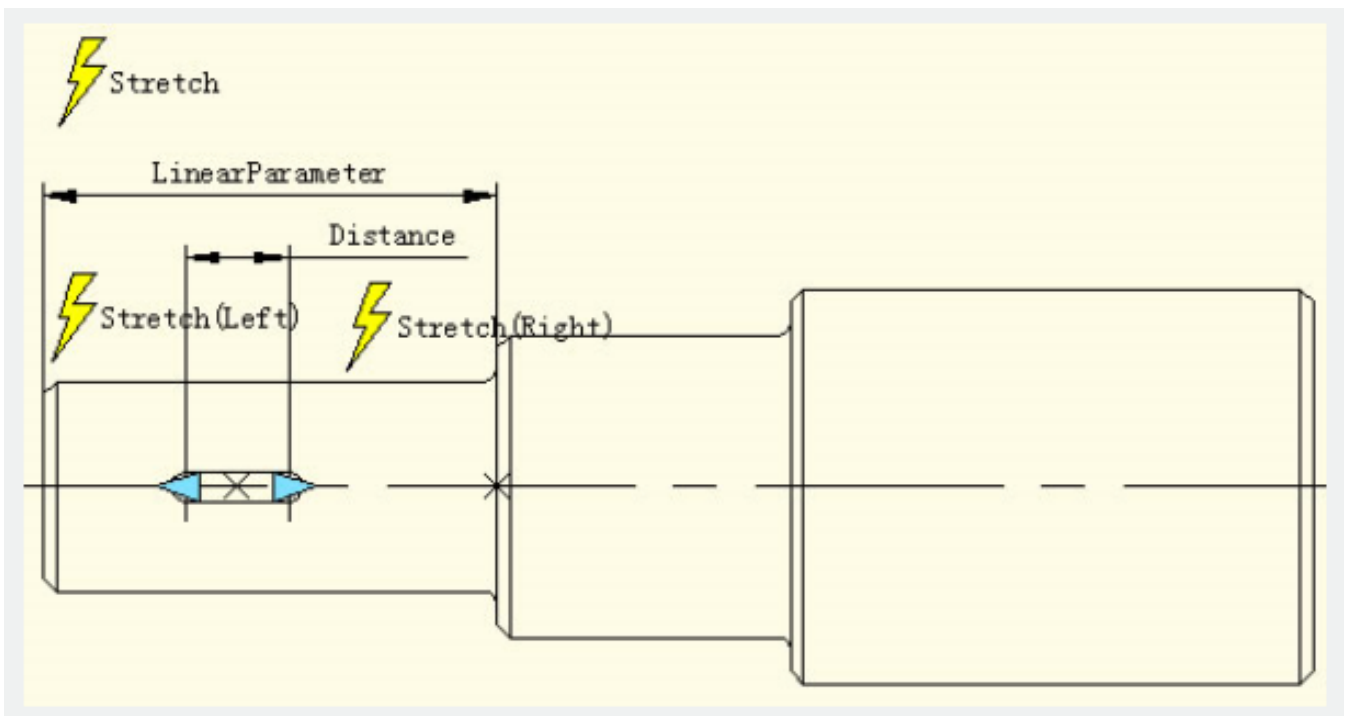 Stretch
LinearParameter
Distance
Stretch(Left)
Stretch(Right)